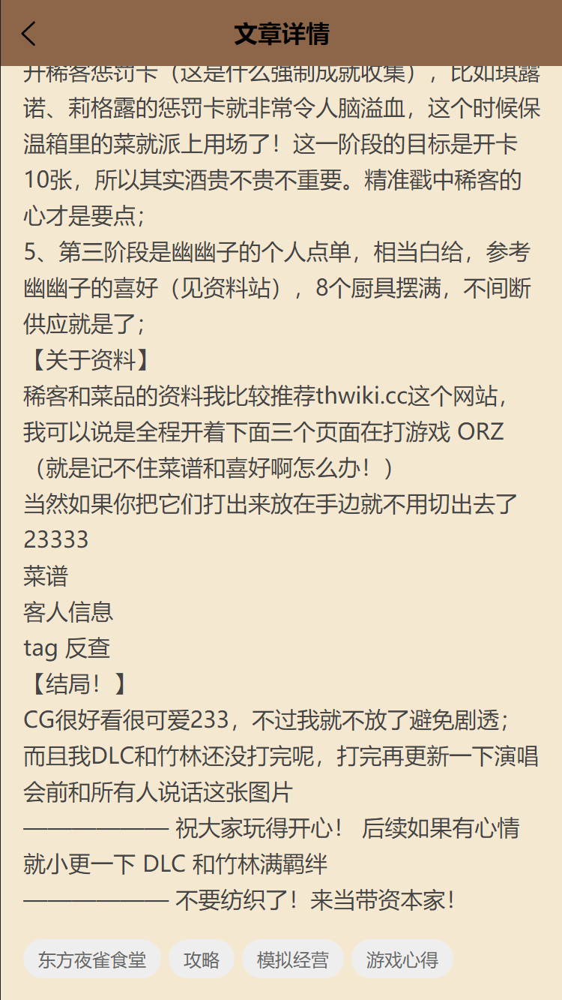 文章详情
开稀客惩罚卡（这是什么强制成就收集），比如琪露
诺、莉格露的惩罚卡就非常令人脑溢血，这个时候保
温箱里的菜就派上用场了！这一阶段的目标是开卡
10张，所以其实酒贵不贵不重要。精准戳中稀客的
心才是要点；
5、第三阶段是幽幽子的个人点单，相当白给，参考
幽幽子的喜好（见资料站），8个厨具摆满，不间断
供应就是了；
【关于资料】
稀客和菜品的资料我比较推荐thwiki.cc这个网站，
我可以说是全程开着下面三个页面在打游戏 ORZ
（就是记不住菜谱和喜好啊怎么办！）
当然如果你把它们打出来放在手边就不用切出去了
23333
菜谱
客人信息
tag 反查
【结局！】
CG很好看很可爱233，不过我就不放了避免剧透；
而且我DLC和竹林还没打完呢，打完再更新一下演唱
会前和所有人说话这张图片
—————— 祝大家玩得开心！ 后续如果有心情
就小更一下 DLC 和竹林满羁绊
—————— 不要纺织了！来当带资本家！
东方夜雀食堂 攻略 模拟经营 游戏心得